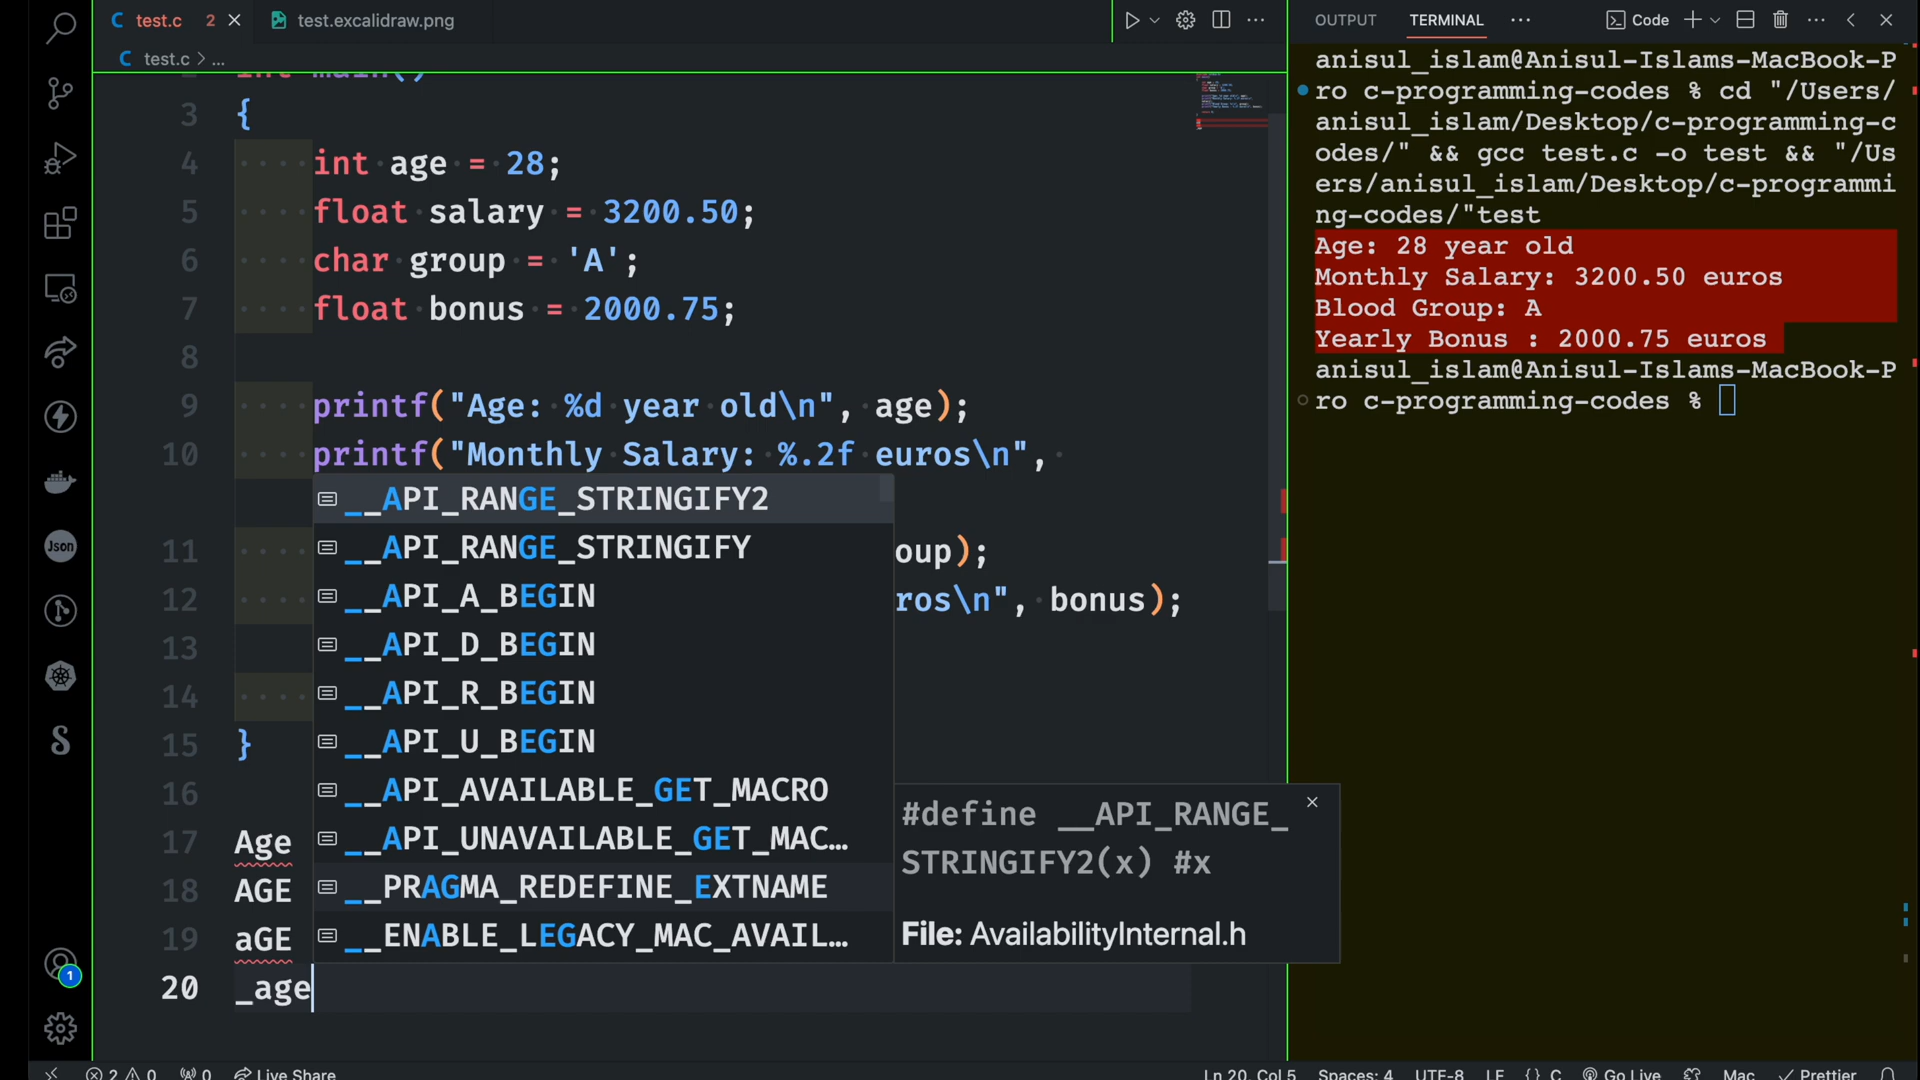 test.c 2
test.excalidraw.png
test.c > ...
int main()
3 {
4 int age = 28;
5 float salary = 3200.50;
6 char group = 'A';
7 float bonus = 2000.75;
8
9 printf("Age: %d year old\n", age);
10 printf("Monthly Salary: %.2f euros\n",
__API_RANGE_STRINGIFY2
__API_RANGE_STRINGIFY
11 oup);
__API_A_BEGIN
12 ros\n", bonus);
__API_D_BEGIN
13
__API_R_BEGIN
14
__API_U_BEGIN
15 }
__API_AVAILABLE_GET_MACRO
16
__API_UNAVAILABLE_GET_MAC…
17 Age
__PRAGMA_REDEFINE_EXTNAME
18 AGE
__ENABLE_LEGACY_MAC_AVAIL…
19 aGE
20 _age
#define __API_RANGE_
STRINGIFY2(x) #x
File: AvailabilityInternal.h
OUTPUT TERMINAL ... Code
anisul_islam@Anisul-Islams-MacBook-P
ro c-programming-codes % cd "/Users/
anisul_islam/Desktop/c-programming-c
odes/" && gcc test.c -o test && "/Us
ers/anisul_islam/Desktop/c-programmi
ng-codes/"test
Age: 28 year old
Monthly Salary: 3200.50 euros
Blood Group: A
Yearly Bonus : 2000.75 euros
anisul_islam@Anisul-Islams-MacBook-P
ro c-programming-codes %
Json
1
2 0 0 Live Share
Ln 20, Col 5 Spaces: 4 UTF-8 LF {} C Go Live Mac Prettier